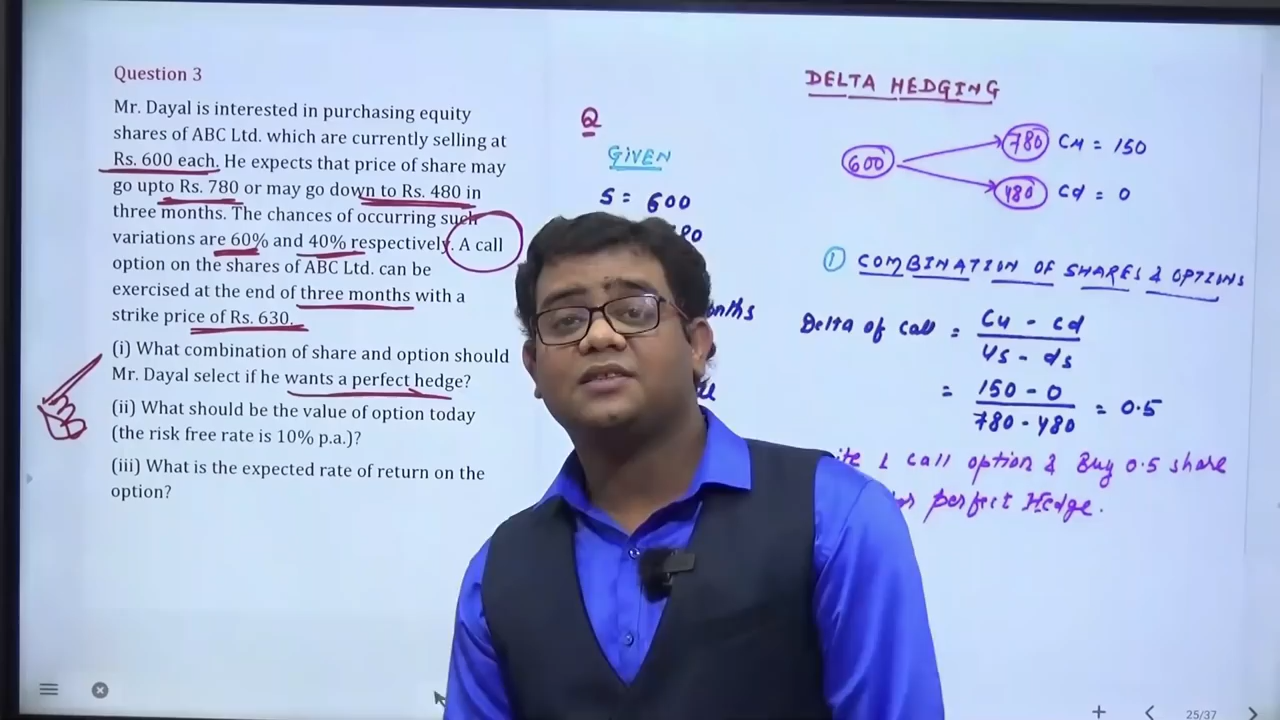 Question 3
Mr. Dayal is interested in purchasing equity
shares of ABC Ltd. which are currently selling at
Rs. 600 each. He expects that price of share may
go upto Rs. 780 or may go down to Rs. 480 in
three months. The chances of occurring such
variations are 60% and 40% respectively. A call
option on the shares of ABC Ltd. can be
exercised at the end of three months with a
strike price of Rs. 630.
(i) What combination of share and option should
Mr. Dayal select if he wants a perfect hedge?
(ii) What should be the value of option today
(the risk free rate is 10% p.a.)?
(iii) What is the expected rate of return on the
option?
Q
GIVEN
S = 600
DELTA HEDGING
600
780 Cu = 150
480 Cd = 0
① COMBINATION OF SHARES & OPTIONS
Delta of call = Cu - Cd
us - ds
= 150 - 0
780 - 480
= 0.5
1 call option & Buy 0.5 share
perfect Hedge.
25/37